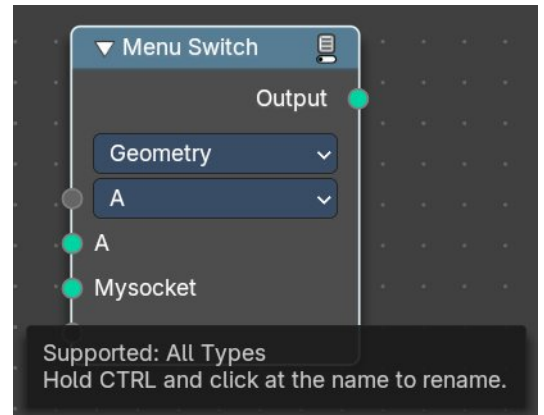 Menu Switch
Output
Geometry
A
A
Mysocket
Supported: All Types
Hold CTRL and click at the name to rename.